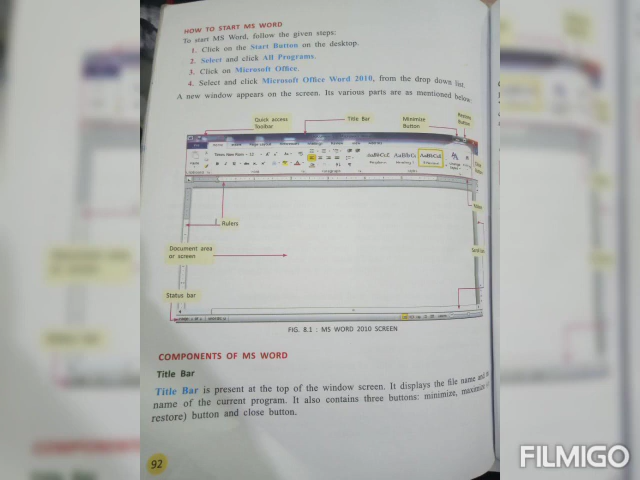 HOW TO START MS WORD
To start MS Word, follow the given steps:
1. Click on the Start Button on the desktop.
2. Select and click All Programs.
3. Click on Microsoft Office.
4. Select and click Microsoft Office Word 2010, from the drop down list.
A new window appears on the screen. Its various parts are as mentioned below.
Quick access toolbar
Title Bar
Minimize Button
Restore Button
Rulers
Document area or screen
Status bar
FIG. 8.1 : MS WORD 2010 SCREEN
COMPONENTS OF MS WORD
Title Bar
Title Bar is present at the top of the window screen. It displays the file name and
name of the current program. It also contains three buttons: minimize, maximize
restore) button and close button.
92
FILMIGO